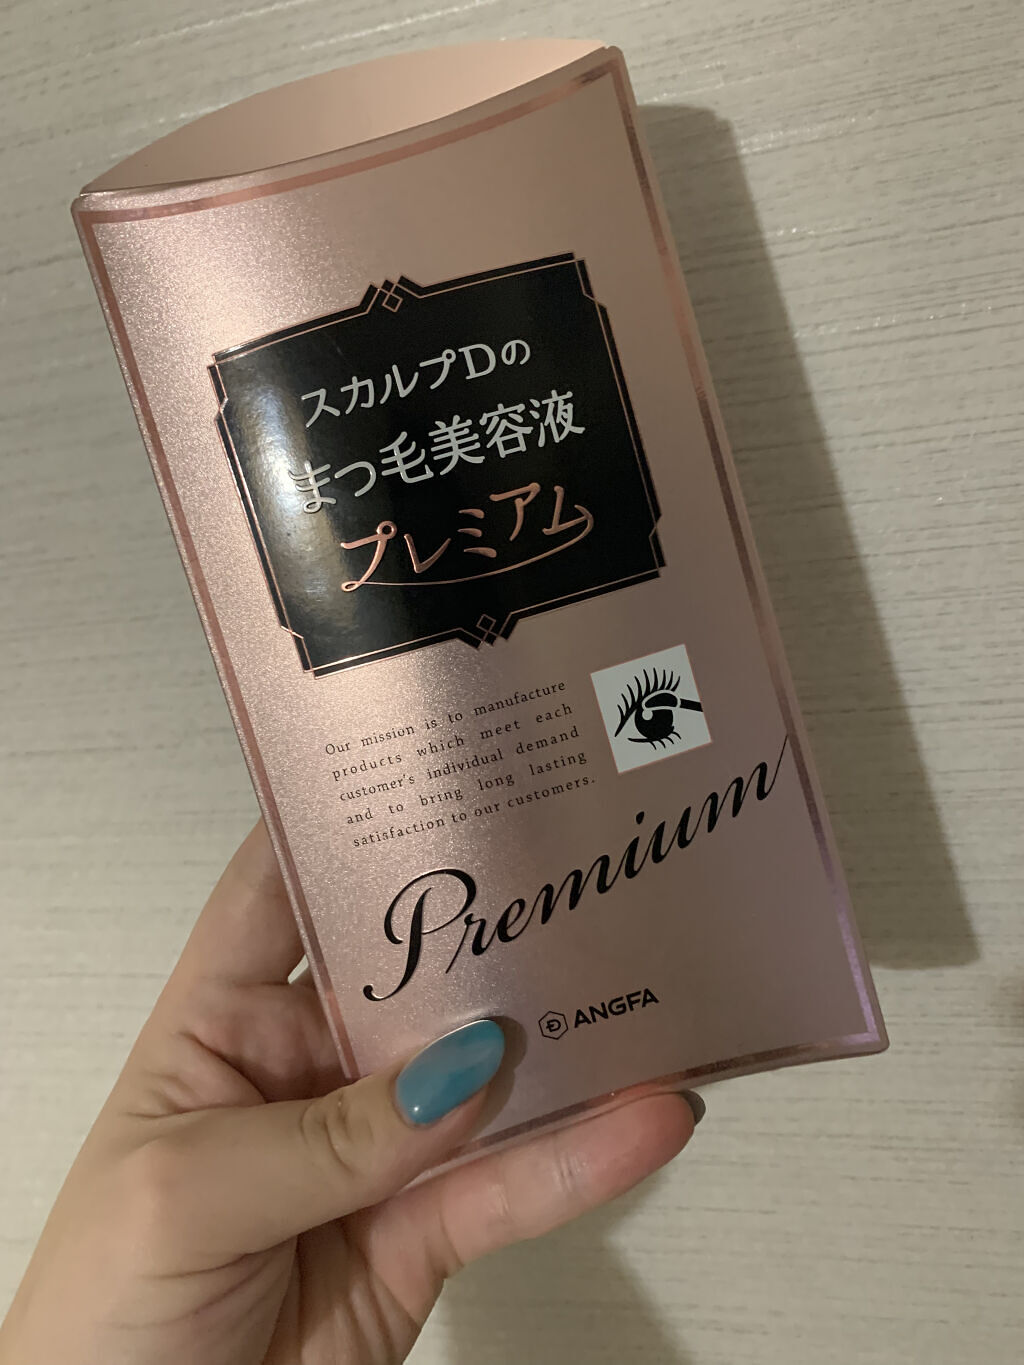 スカルプDの
まつ毛美容液
プレミアム
Our mission is to manufacture
products which meet each
customer's individual demand
and to bring long lasting
satisfaction to our customers.
Premium
ANGFA